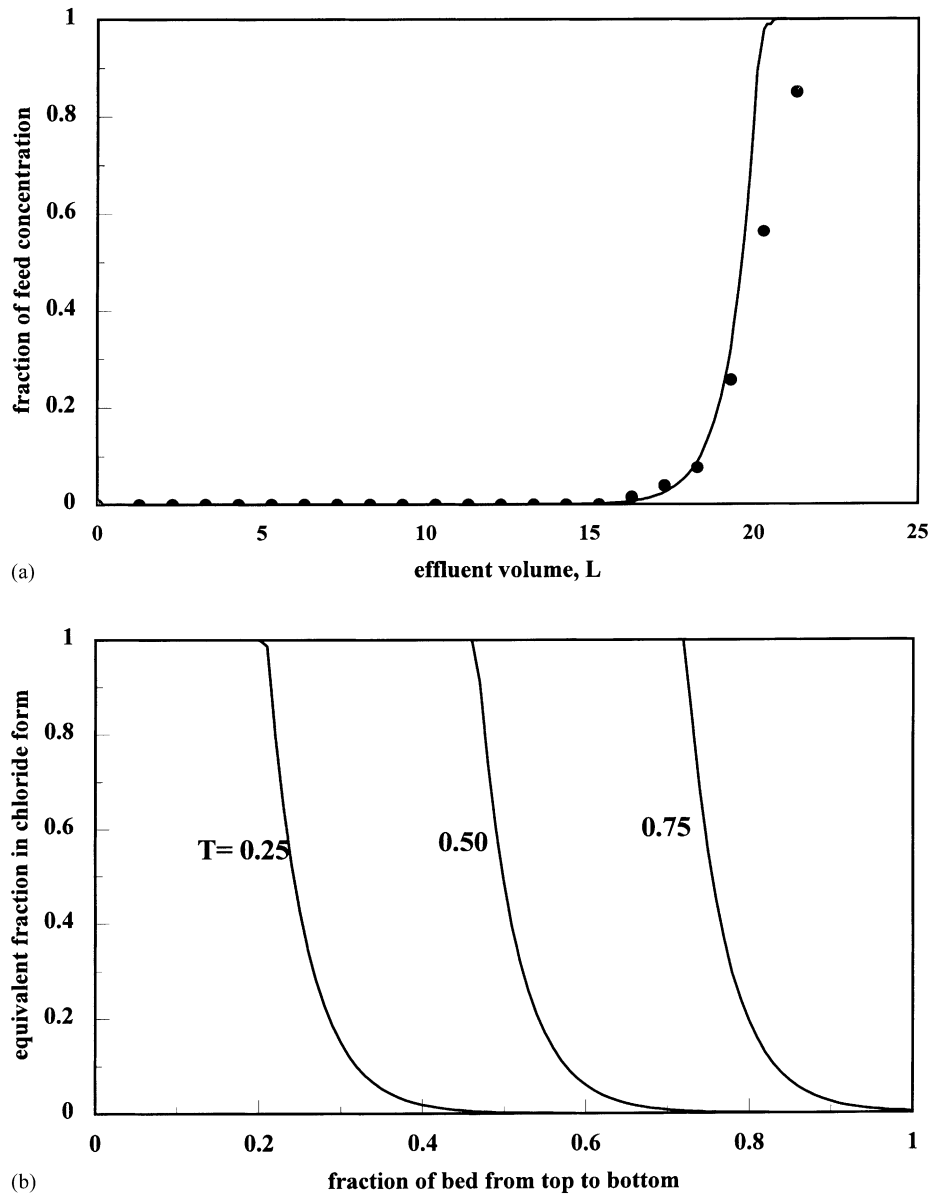 1
0.8
0.6
0.4
0.2
0
fraction of feed concentration
0 5 10 15 20 25
effluent volume, L
(a)
1
0.8
0.6
0.4
0.2
0
equivalent fraction in chloride form
T= 0.25
0.50
0.75
0 0.2 0.4 0.6 0.8 1
fraction of bed from top to bottom
(b)